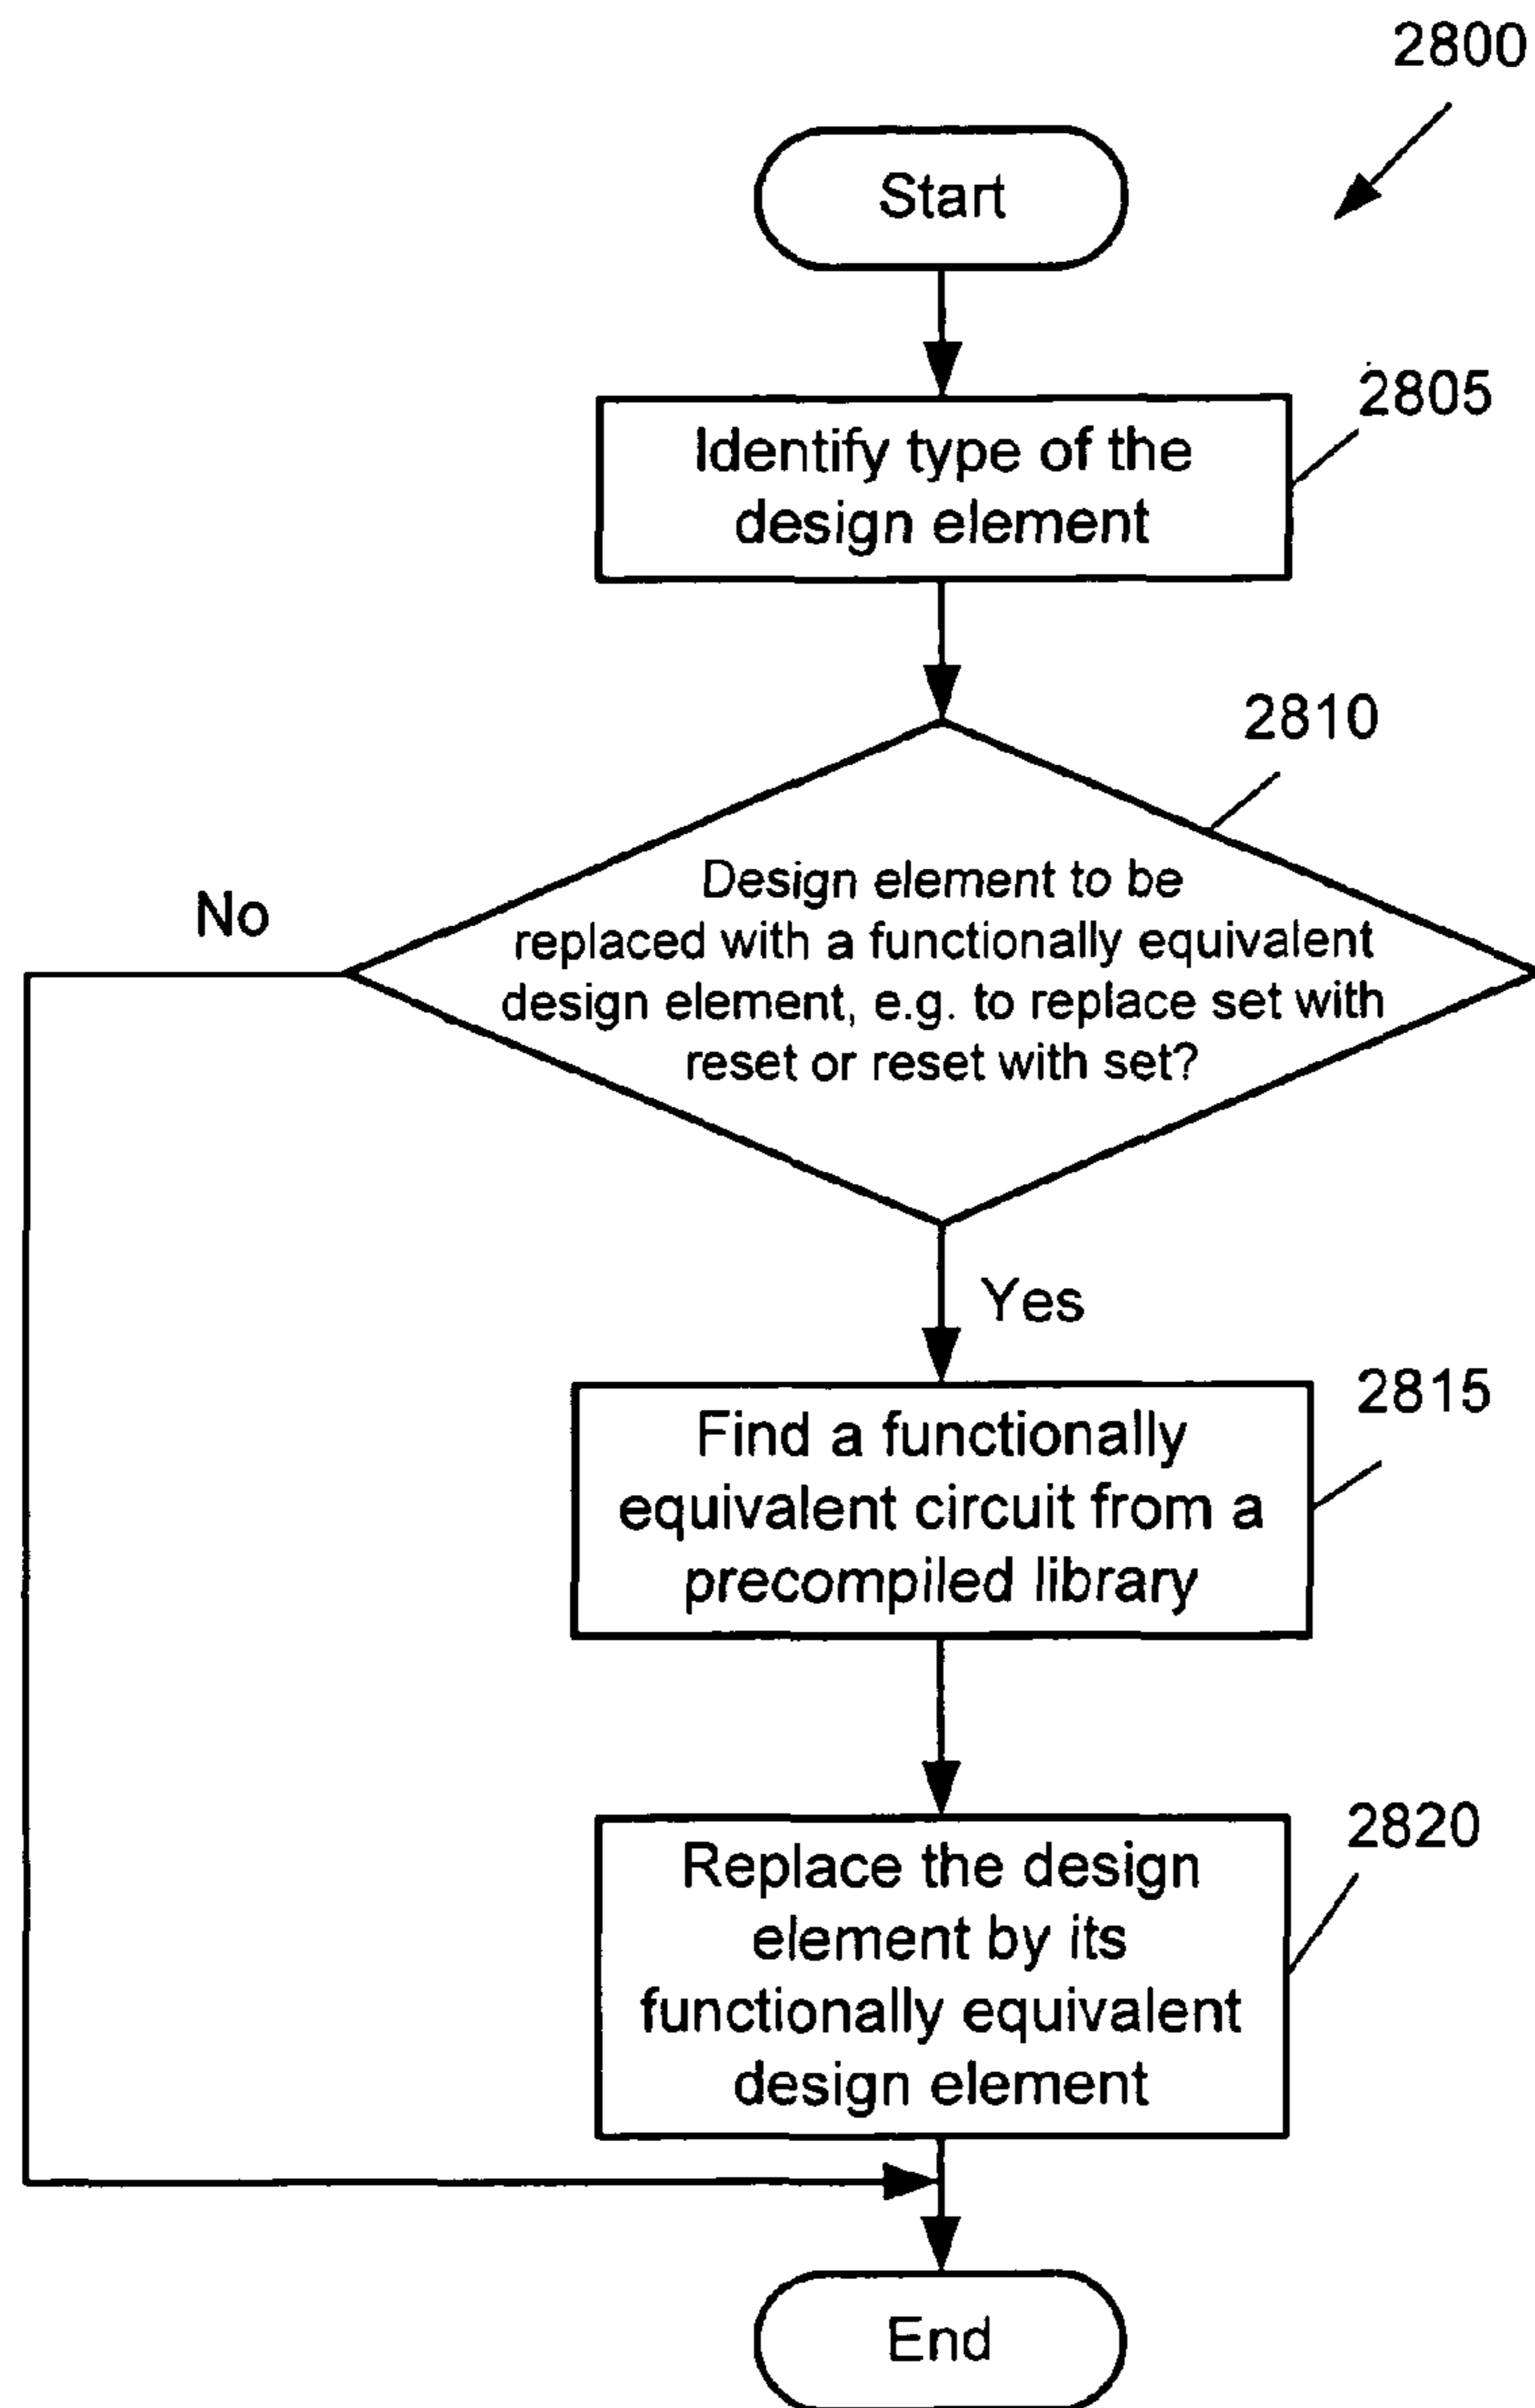 2800
Start
2805
Identify type of the
design element
2810
Design element to be
replaced with a functionally equivalent
design element, e.g. to replace set with
reset or reset with set?
No
Yes
2815
Find a functionally
equivalent circuit from a
precompiled library
2820
Replace the design
element by its
functionally equivalent
design element
End